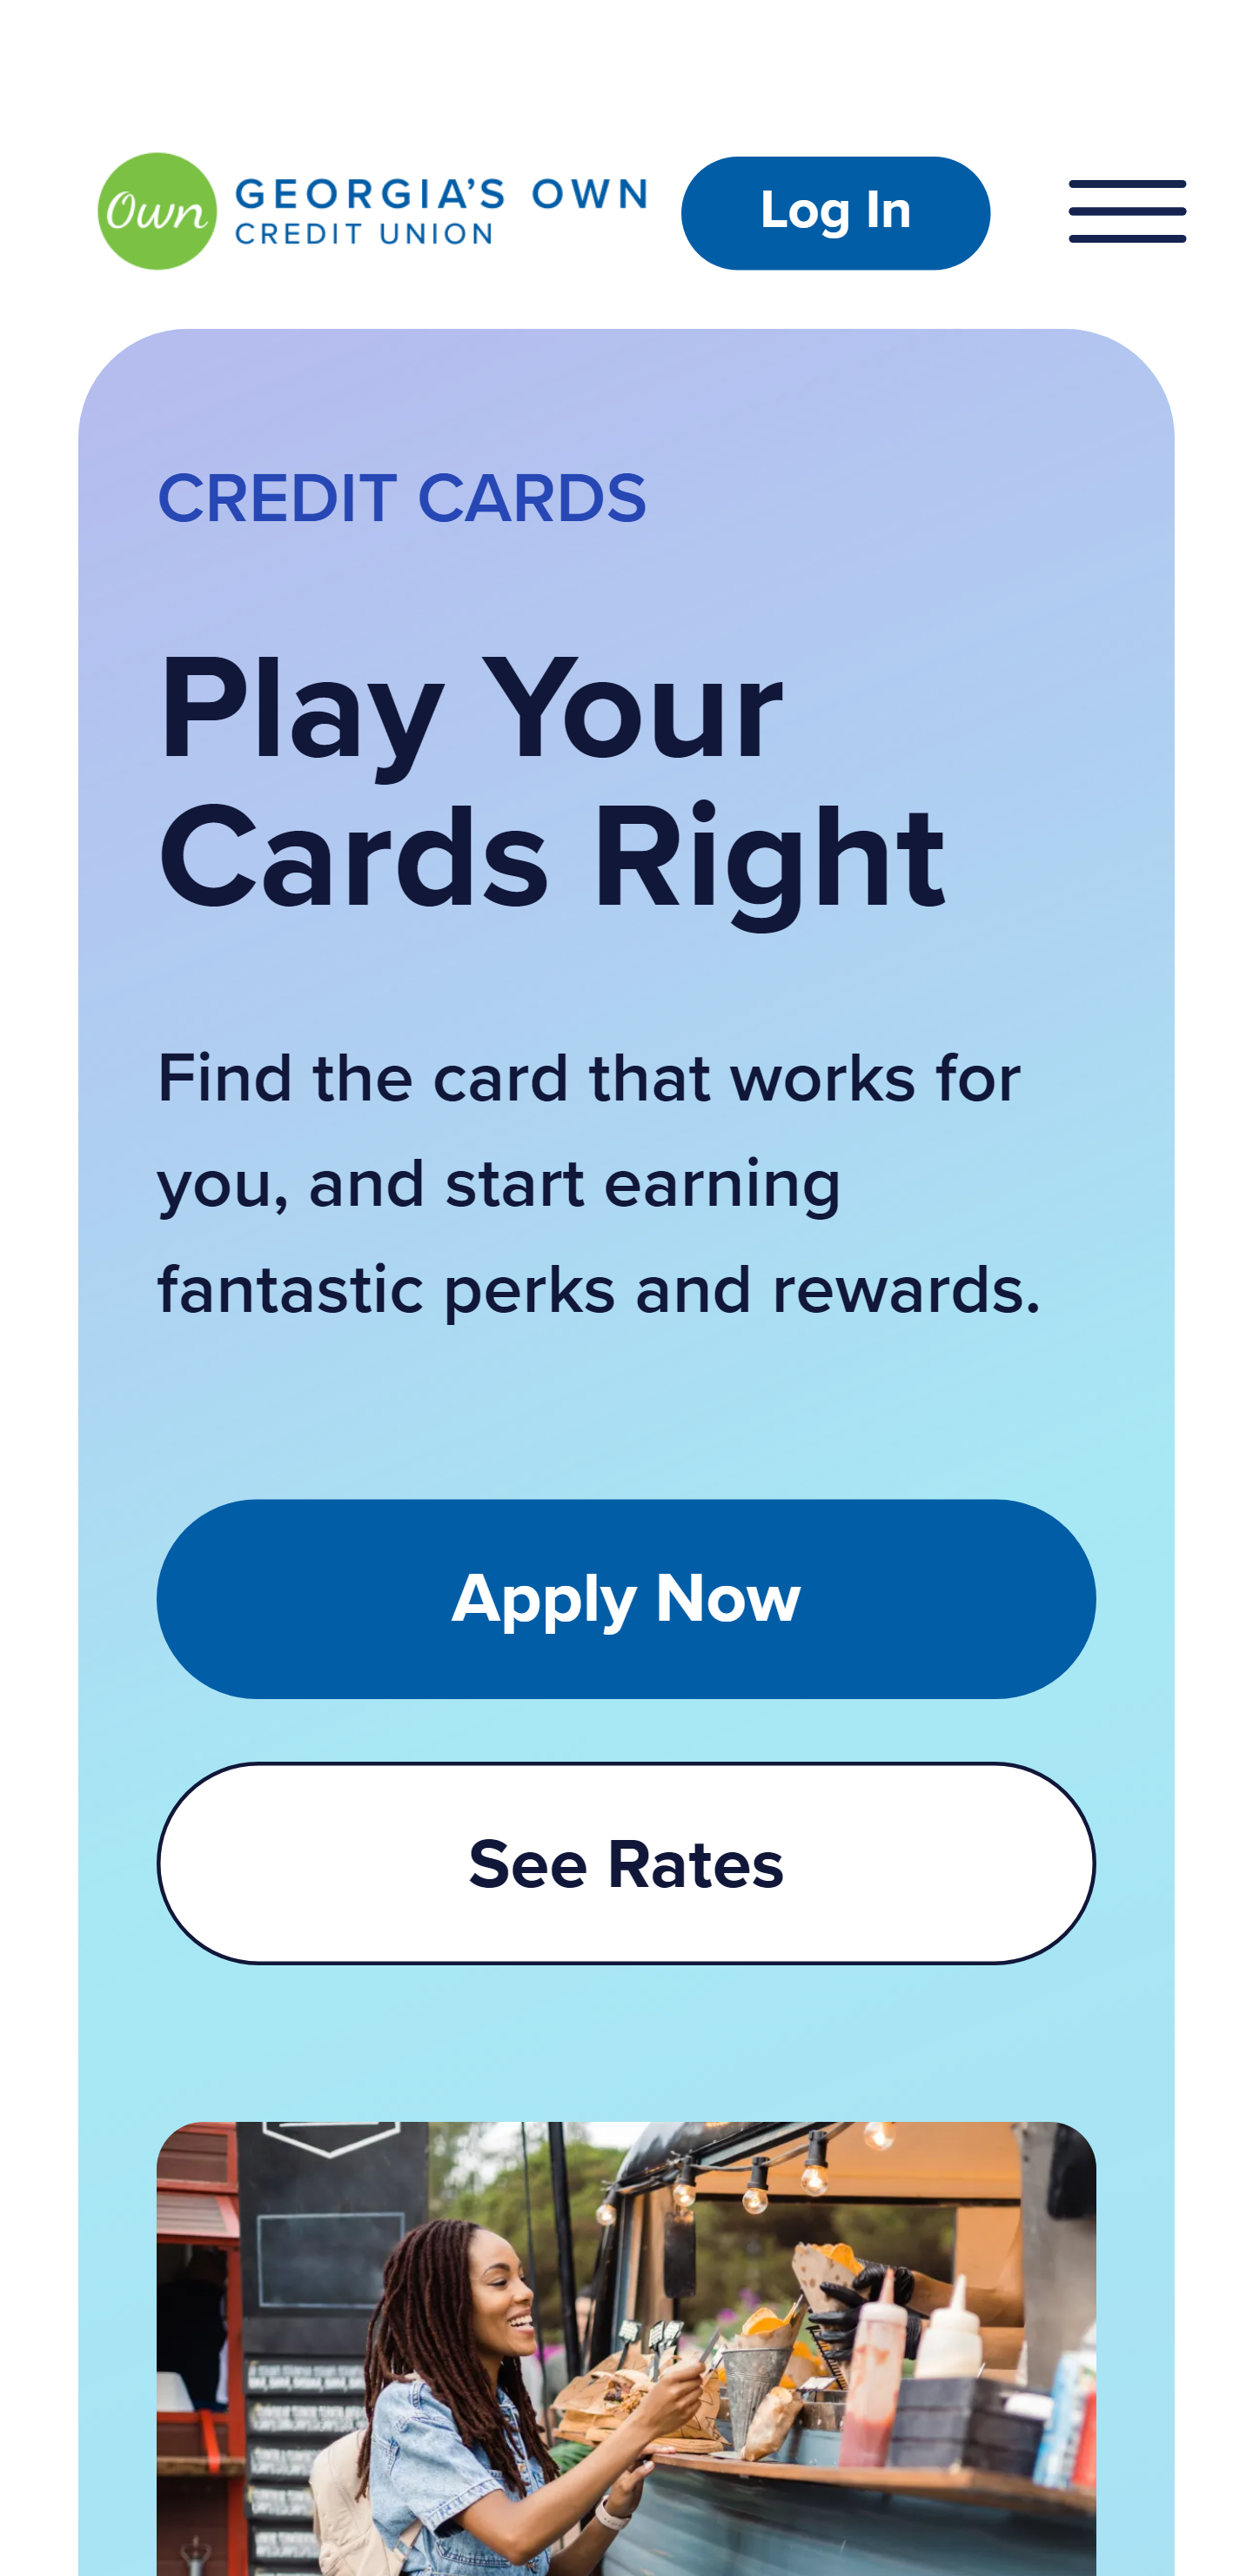 Own
GEORGIA’S OWN
CREDIT UNION
Log In
CREDIT CARDS
Play Your
Cards Right
Find the card that works for
you, and start earning
fantastic perks and rewards.
Apply Now
See Rates